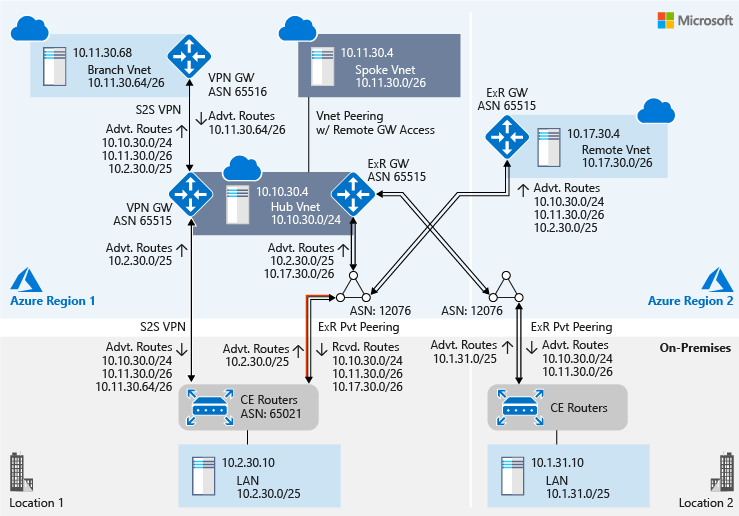 Microsoft
10.11.30.68
Branch Vnet
10.11.30.64/26
VPN GW
ASN 65516
10.11.30.4
Spoke Vnet
10.11.30.0/26
ExR GW
ASN 65515
10.17.30.4
Remote Vnet
10.17.30.0/26
S2S VPN
Advt. Routes
10.10.30.0/24
10.11.30.0/26
10.2.30.0/25
Advt. Routes
10.11.30.64/26
Vnet Peering
w/ Remote GW Access
VPN GW
ASN 65515
10.10.30.4
Hub Vnet
10.10.30.0/24
ExR GW
ASN 65515
Advt. Routes
10.10.30.0/24
10.11.30.0/26
10.2.30.0/25
Advt. Routes
10.2.30.0/25
Advt. Routes
10.2.30.0/25
10.17.30.0/26
Azure Region 1
ASN: 12076
ASN: 12076
Azure Region 2
S2S VPN
Advt. Routes
10.10.30.0/24
10.11.30.0/26
10.11.30.64/26
ExR Pvt Peering
Advt. Routes
10.2.30.0/25
Rcvd. Routes
10.10.30.0/24
10.11.30.0/26
10.17.30.0/26
ExR Pvt Peering
Advt. Routes
10.1.31.0/25
Advt. Routes
10.10.30.0/24
10.11.30.0/26
On-Premises
CE Routers
ASN: 65021
CE Routers
10.2.30.10
LAN
10.2.30.0/25
10.1.31.10
LAN
10.1.31.0/25
Location 1
Location 2